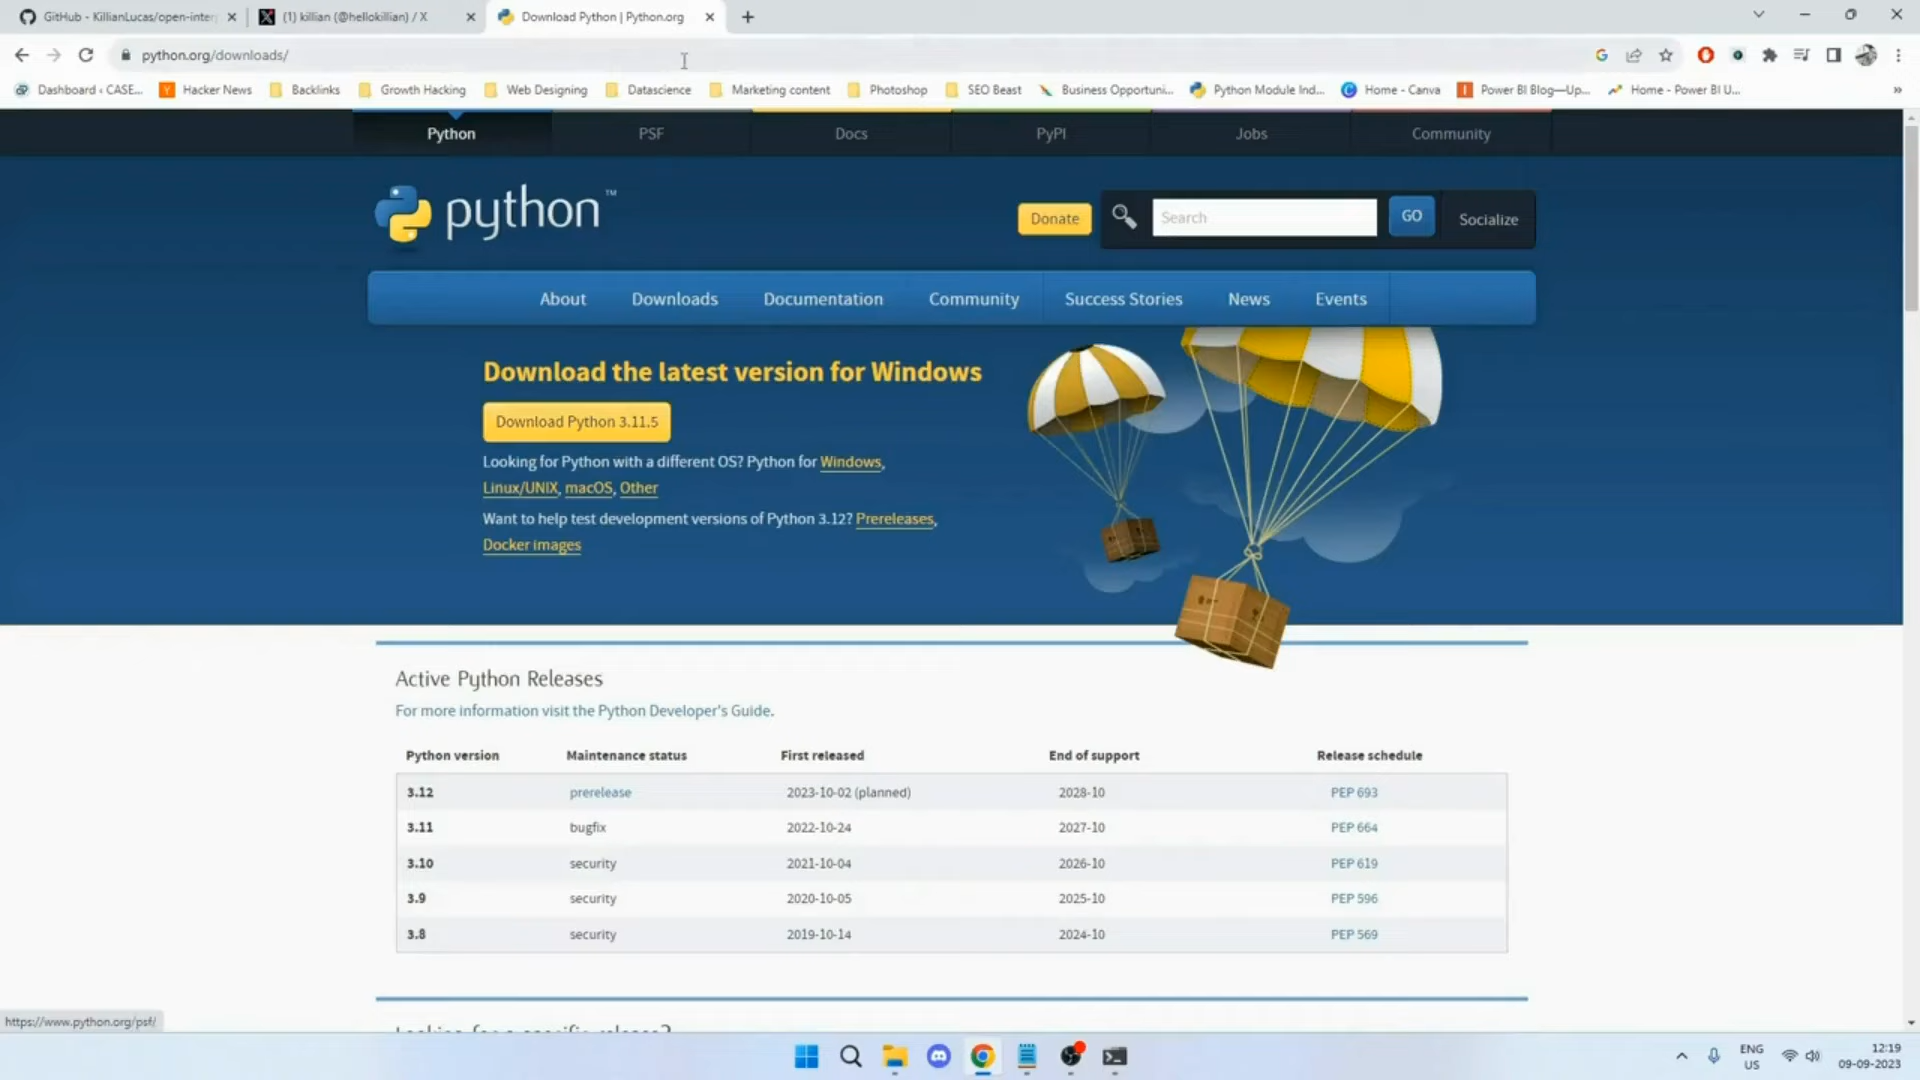 GitHub - KillianLucas/open-inter
(1) killian (@hellokillian) / X
Download Python | Python.org
python.org/downloads/
Dashboard ‹ CASE...
Hacker News
Backlinks
Growth Hacking
Web Designing
Datascience
Marketing content
Photoshop
SEO Beast
Business Opportuni...
Python Module Ind...
Home - Canva
Power BI Blog—Up...
Home - Power BI U...
»
Python
PSF
Docs
PyPI
Jobs
Community
python™
Donate
Search
GO
Socialize
About
Downloads
Documentation
Community
Success Stories
News
Events
Download the latest version for Windows
Download Python 3.11.5
Looking for Python with a different OS? Python for Windows,
Linux/UNIX, macOS, Other
Want to help test development versions of Python 3.12? Prereleases,
Docker images
Active Python Releases
For more information visit the Python Developer's Guide.
Python version Maintenance status First released End of support Release schedule
3.12 prerelease 2023-10-02 (planned) 2028-10 PEP 693
3.11 bugfix 2022-10-24 2027-10 PEP 664
3.10 security 2021-10-04 2026-10 PEP 619
3.9 security 2020-10-05 2025-10 PEP 596
3.8 security 2019-10-14 2024-10 PEP 569
Looking for a specific release?
https://www.python.org/psf/
ENG
US
12:19
09-09-2023